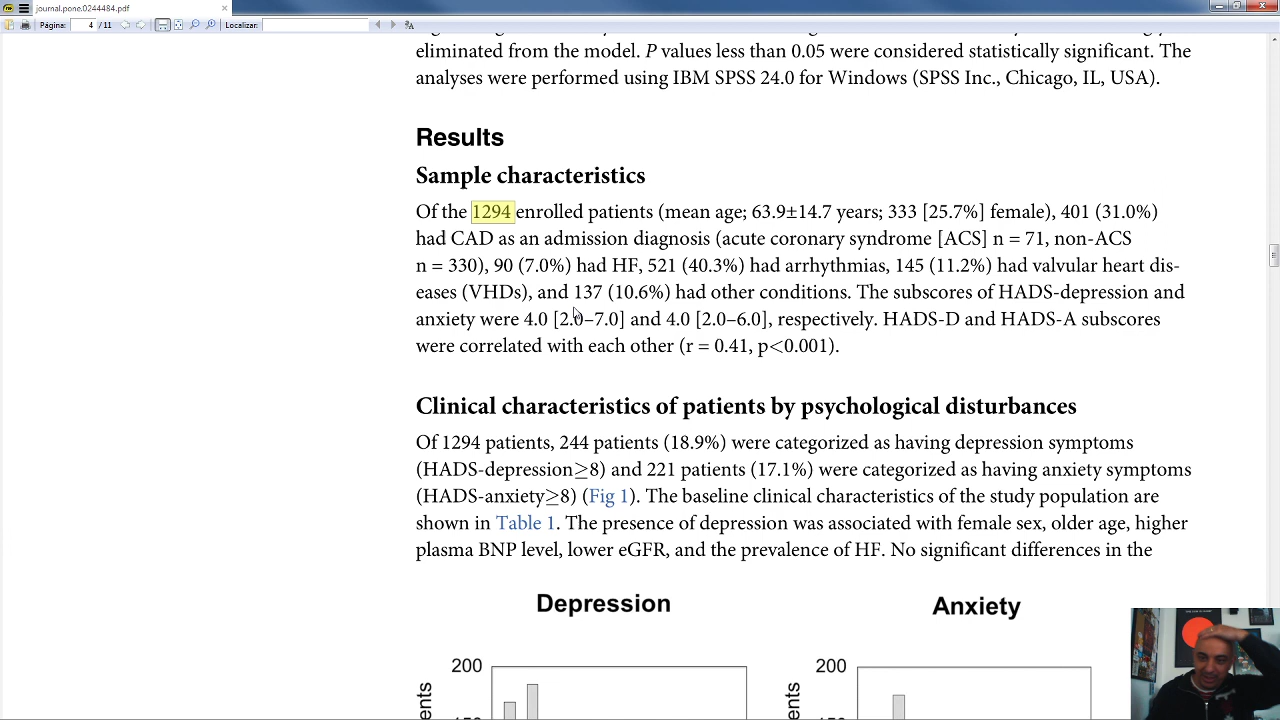 journal.pone.0244484.pdf
Página: 4 / 11 Localizar:
eliminated from the model. P values less than 0.05 were considered statistically significant. The
analyses were performed using IBM SPSS 24.0 for Windows (SPSS Inc., Chicago, IL, USA).
Results
Sample characteristics
Of the 1294 enrolled patients (mean age; 63.9±14.7 years; 333 [25.7%] female), 401 (31.0%)
had CAD as an admission diagnosis (acute coronary syndrome [ACS] n = 71, non-ACS
n = 330), 90 (7.0%) had HF, 521 (40.3%) had arrhythmias, 145 (11.2%) had valvular heart dis-
eases (VHDs), and 137 (10.6%) had other conditions. The subscores of HADS-depression and
anxiety were 4.0 [2.0–7.0] and 4.0 [2.0–6.0], respectively. HADS-D and HADS-A subscores
were correlated with each other (r = 0.41, p<0.001).
Clinical characteristics of patients by psychological disturbances
Of 1294 patients, 244 patients (18.9%) were categorized as having depression symptoms
(HADS-depression≥8) and 221 patients (17.1%) were categorized as having anxiety symptoms
(HADS-anxiety≥8) (Fig 1). The baseline clinical characteristics of the study population are
shown in Table 1. The presence of depression was associated with female sex, older age, higher
plasma BNP level, lower eGFR, and the prevalence of HF. No significant differences in the
Depression Anxiety
200 200